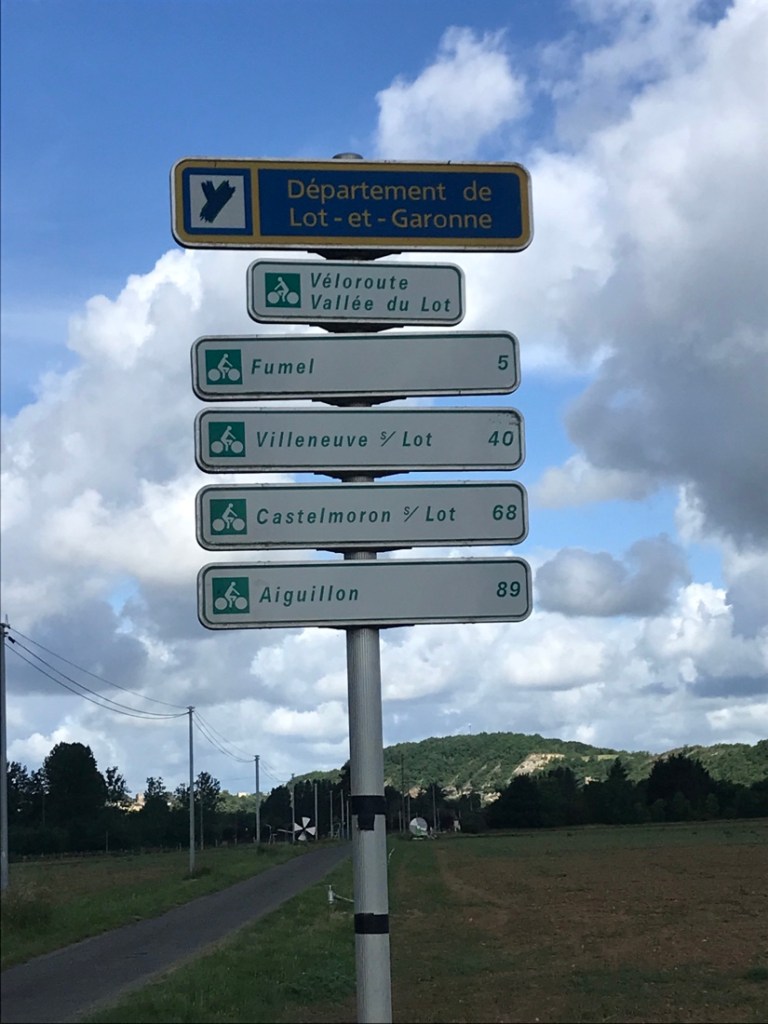 Département de
Lot-et-Garonne
Véloroute
Vallée du Lot
Fumel 5
Villeneuve s/ Lot 40
Castelmoron s/ Lot 68
Aiguillon 89